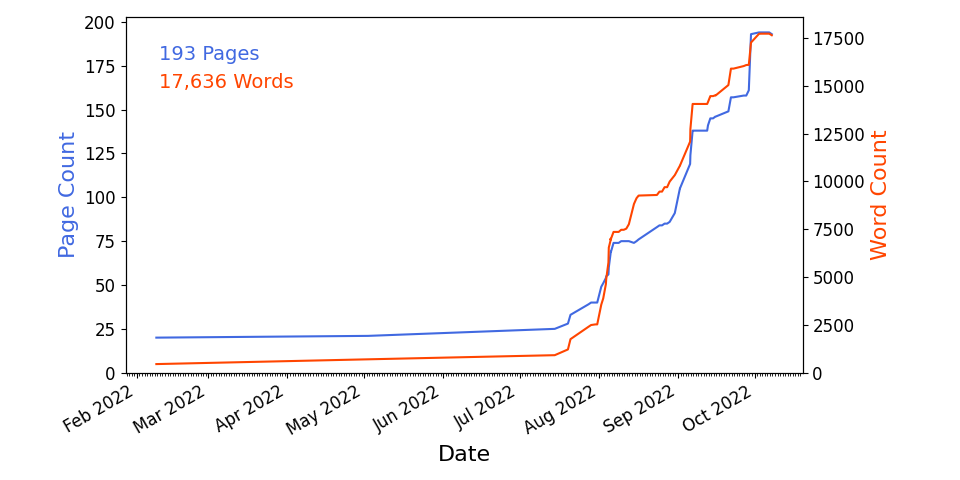 193 Pages
17,636 Words
Page Count
200
175
150
125
100
75
50
25
0
17500
15000
12500
10000
7500
5000
2500
0
Word Count
Feb 2022
Mar 2022
Apr 2022
May 2022
Jun 2022
Jul 2022
Aug 2022
Sep 2022
Oct 2022
Date